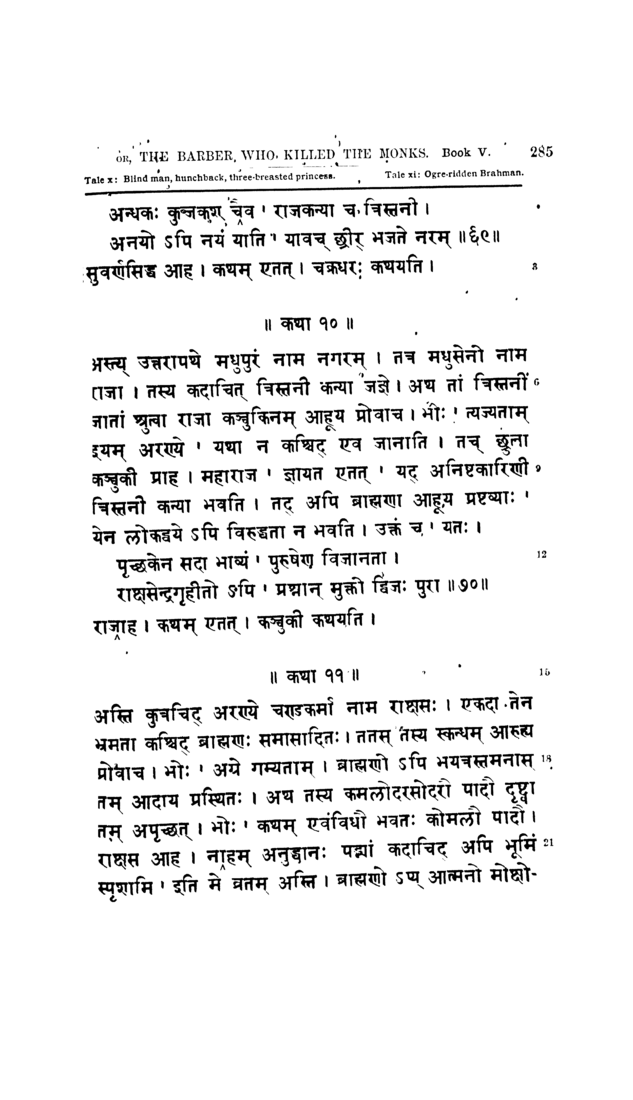 OR, THE BARBER WHO KILLED THE MONKS. Book V. 285
Tale x: Blind man, hunchback, three-breasted princess. Tale xi: Ogre-ridden Brahman.
अन्धकः कुब्जकश् चैव ' राजकन्या च त्रिस्तनी ।
अनयो ऽपि नयं याति ' यावच् छ्रीर् भजते नरम् ॥६९॥
सुवर्णसिद्ध आह । कथम् एतत् । चक्रधरः कथयति । 3
॥ कथा १० ॥
अस्त्य् उत्तरापथे मधुपुरं नाम नगरम् । तत्र मधुसेनो नाम
राजा । तस्य कदाचित् त्रिस्तनी कन्या जज्ञे । अथ तां त्रिस्तनीं 6
जातां श्रुत्वा राजा कञ्चुकिनम् आहूय प्रोवाच । भोः ' त्यज्यताम्
इयम् अरण्ये ' यथा न कश्चिद् एव जानाति । तच् छ्रुत्वा
कञ्चुकी प्राह । महाराज ' ज्ञायत एतत् ' यद् अनिष्टकारिणी 9
त्रिस्तनी कन्या भवति । तद् अपि ब्राह्मणा आहूय प्रष्टव्याः '
येन लोकद्वये ऽपि विरुद्धता न भवति । उक्तं च ' यतः ।
पृच्छकेन सदा भाव्यं ' पुरुषेण विजानता । 12
राक्षसेन्द्रगृहीतो ऽपि ' प्रश्नान् मुक्तो द्विजः पुरा ॥७०॥
राजाह । कथम् एतत् । कञ्चुकी कथयति ।
॥ कथा ११ ॥ 15
अस्ति कुत्रचिद् अरण्ये चण्डकर्मा नाम राक्षसः । एकदा तेन
भ्रमता कश्चिद् ब्राह्मणः समासादितः । ततस् तस्य स्कन्धम् आरुह्य
प्रोवाच । भोः ' अग्रे गम्यताम् । ब्राह्मणो ऽपि भयत्रस्तमनास् 18
तम् आदाय प्रस्थितः । अथ तस्य कमलोदरसोदरौ पादौ दृष्ट्वा
तम् अपृच्छत् । भोः ' कथम् एवंविधौ भवतः कोमलौ पादौ ।
राक्षस आह । नाहम् अनुद्वानः पद्भ्यां कदाचिद् अपि भूमिं 21
स्पृशामि ' इति मे व्रतम् अस्ति । ब्राह्मणो ऽप्य् आत्मनो मोक्षो-